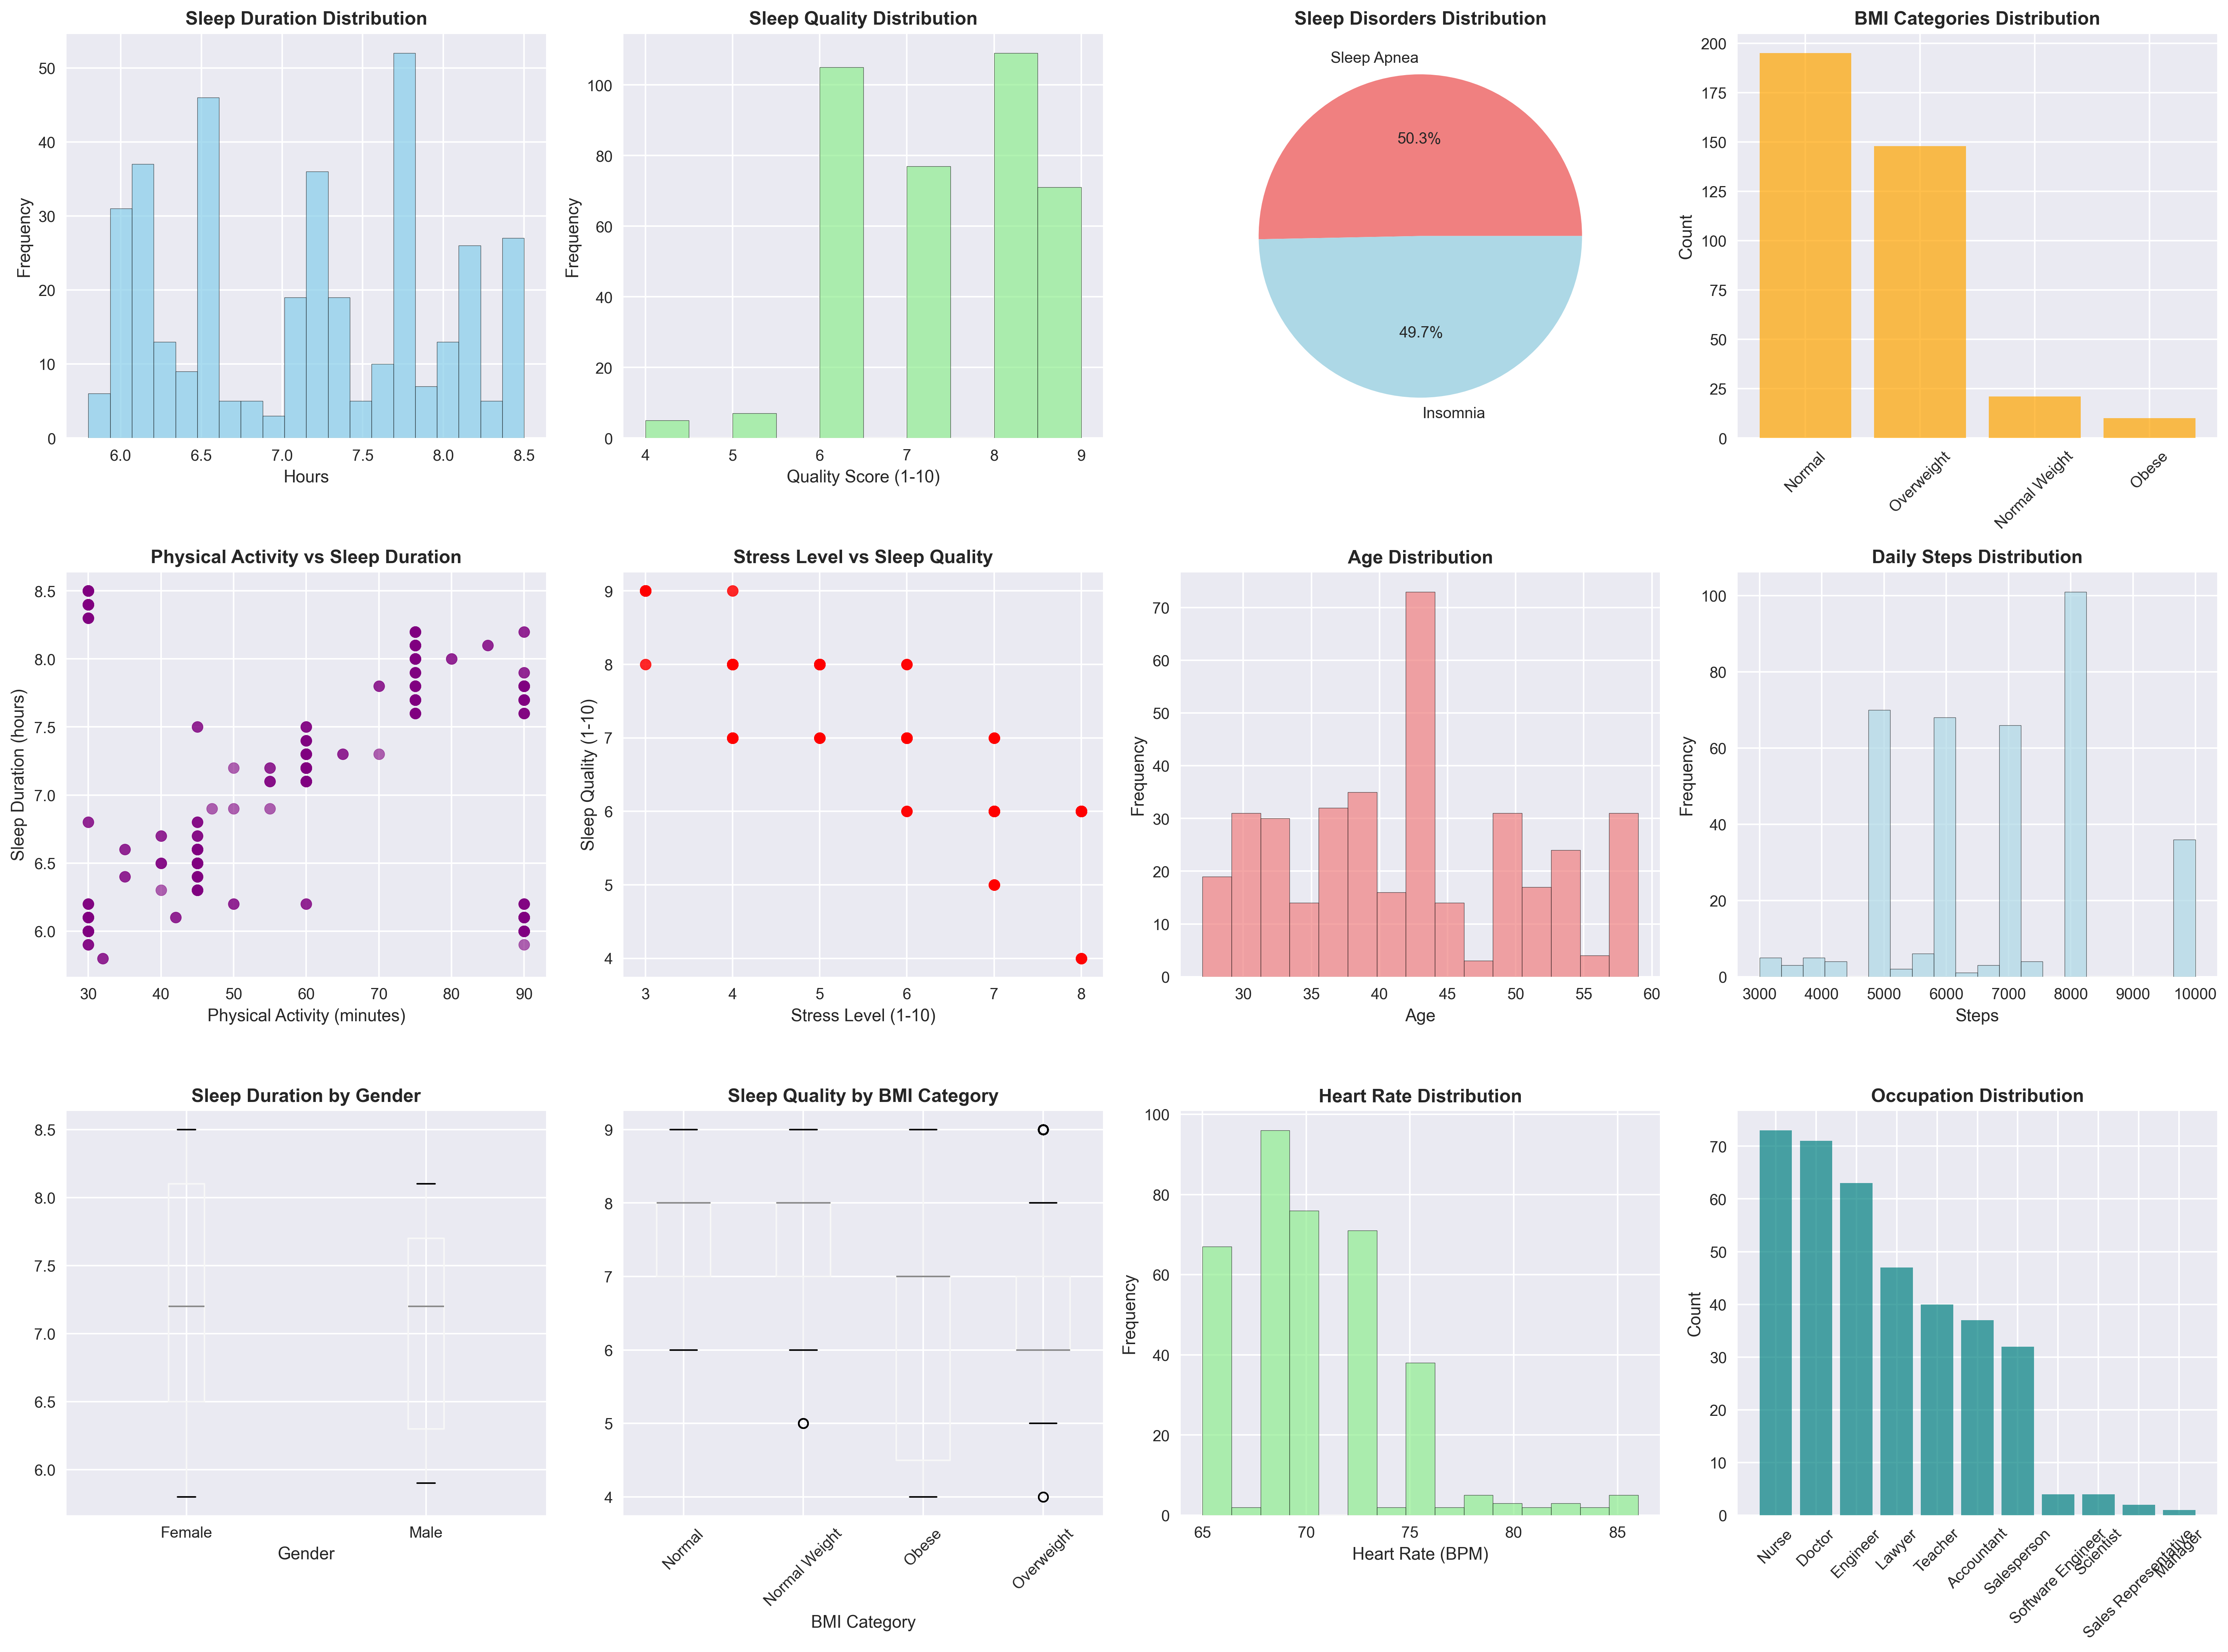 Sleep Duration Distribution
Frequency
50
40
30
20
10
0
6.0 6.5 7.0 7.5 8.0 8.5
Hours
Sleep Quality Distribution
Frequency
100
80
60
40
20
0
4 5 6 7 8 9
Quality Score (1-10)
Sleep Disorders Distribution
Sleep Apnea
50.3%
49.7%
Insomnia
BMI Categories Distribution
Count
200
175
150
125
100
75
50
25
0
Normal
Overweight
Normal Weight
Obese
Physical Activity vs Sleep Duration
Sleep Duration (hours)
8.5
8.0
7.5
7.0
6.5
6.0
30 40 50 60 70 80 90
Physical Activity (minutes)
Stress Level vs Sleep Quality
Sleep Quality (1-10)
9
8
7
6
5
4
3 4 5 6 7 8
Stress Level (1-10)
Age Distribution
Frequency
70
60
50
40
30
20
10
0
30 35 40 45 50 55 60
Age
Daily Steps Distribution
Frequency
100
80
60
40
20
0
3000 4000 5000 6000 7000 8000 9000 10000
Steps
Sleep Duration by Gender
8.5
8.0
7.5
7.0
6.5
6.0
Female Male
Gender
Sleep Quality by BMI Category
9
8
7
6
5
4
Normal
Normal Weight
Obese
Overweight
BMI Category
Heart Rate Distribution
Frequency
100
80
60
40
20
0
65 70 75 80 85
Heart Rate (BPM)
Occupation Distribution
Count
70
60
50
40
30
20
10
0
Nurse
Doctor
Engineer
Lawyer
Teacher
Accountant
Salesperson
Software Engineer
Scientist
Sales Representative
Manager